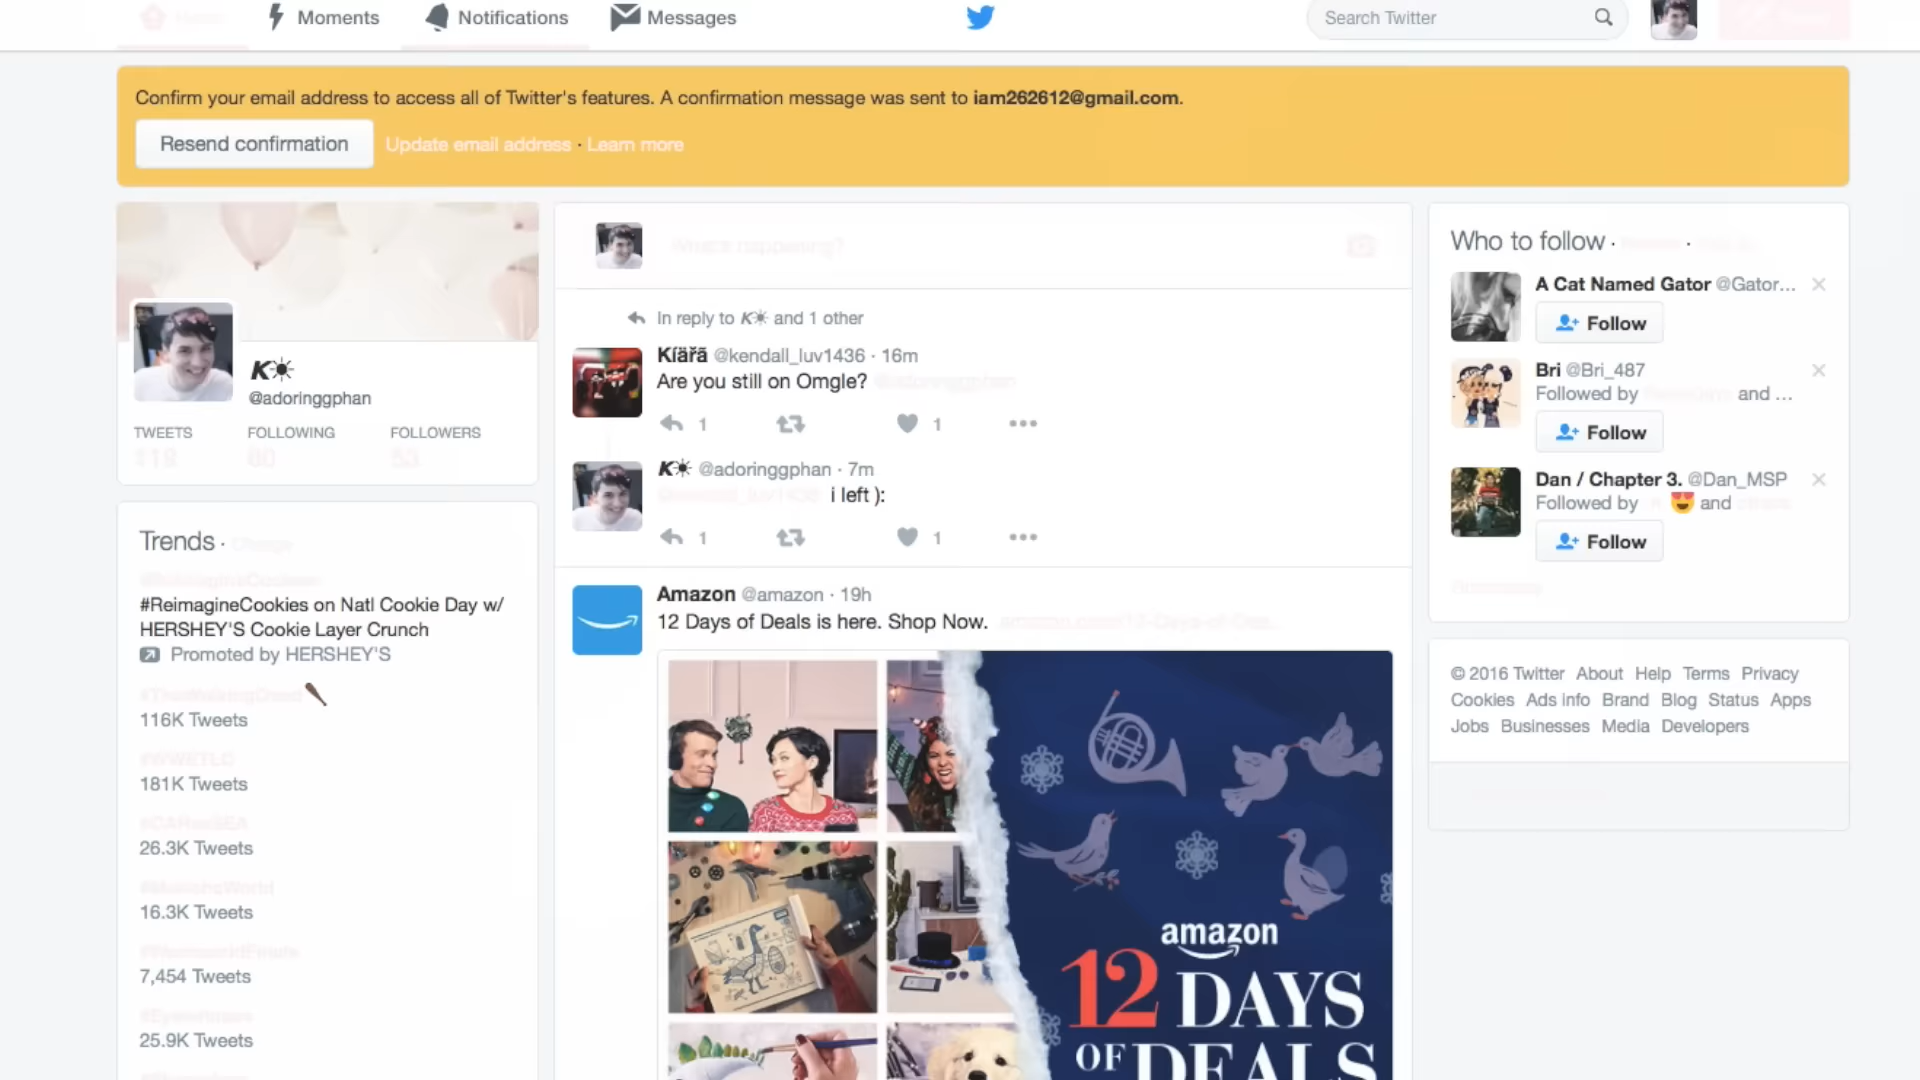 Moments
Notifications
Messages
Search Twitter
Confirm your email address to access all of Twitter's features. A confirmation message was sent to iam262612@gmail.com.
Resend confirmation
Update email address · Learn more
K☀
@adoringgphan
TWEETS FOLLOWING FOLLOWERS
Trends ·
#ReimagineCookies on Natl Cookie Day w/
HERSHEY'S Cookie Layer Crunch
Promoted by HERSHEY'S
116K Tweets
181K Tweets
26.3K Tweets
16.3K Tweets
7,454 Tweets
25.9K Tweets
What's happening?
In reply to K☀ and 1 other
Kíäřã @kendall_luv1436 · 16m
Are you still on Omgle? @adoringgphan
1 1
K☀ @adoringgphan · 7m
@kendall_luv1436 i left ):
1 1
Amazon @amazon · 19h
12 Days of Deals is here. Shop Now.
amazon
12 DAYS
OF DEALS
Who to follow ·
A Cat Named Gator @Gator...
Follow
Bri @Bri_487
Followed by and ...
Follow
Dan / Chapter 3. @Dan_MSP
Followed by 😍 and others
Follow
© 2016 Twitter About Help Terms Privacy
Cookies Ads info Brand Blog Status Apps
Jobs Businesses Media Developers